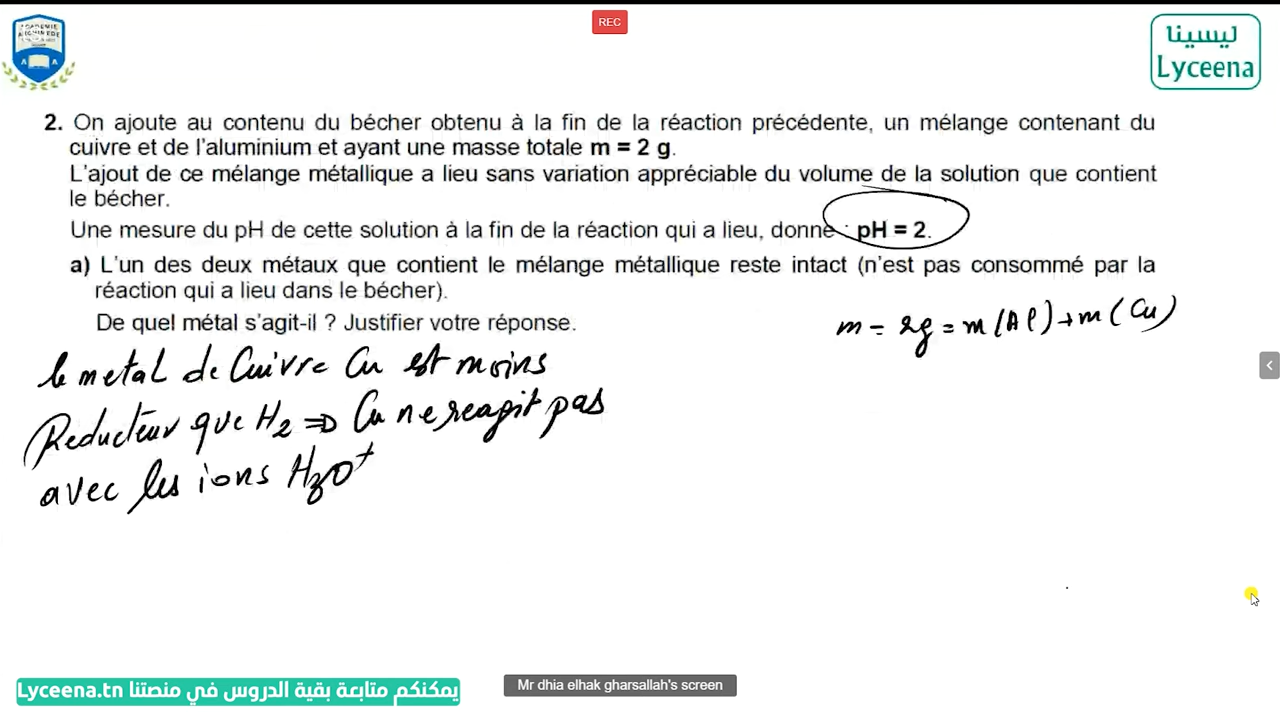 REC
ACADEMIE
ARCHIMEDE
ليسينا
Lyceena
2. On ajoute au contenu du bécher obtenu à la fin de la réaction précédente, un mélange contenant du
cuivre et de l'aluminium et ayant une masse totale m = 2 g.
L'ajout de ce mélange métallique a lieu sans variation appréciable du volume de la solution que contient
le bécher.
Une mesure du pH de cette solution à la fin de la réaction qui a lieu, donne : pH = 2.
a) L'un des deux métaux que contient le mélange métallique reste intact (n'est pas consommé par la
réaction qui a lieu dans le bécher).
De quel métal s'agit-il ? Justifier votre réponse.
m = 2g = m(Al) + m(Cu)
le metal de Cuivre Cu est moins
Reducteur que H2 => Cu ne reagit pas
avec les ions H3O+
Lyceena.tn يمكنكم متابعة بقية الدروس في منصتنا
Mr dhia elhak gharsallah's screen